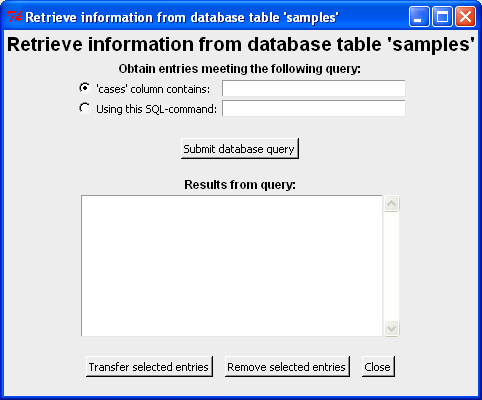 Retrieve information from database table 'samples'
Retrieve information from database table 'samples'
Obtain entries meeting the following query:
'cases' column contains:
Using this SQL-command:
Submit database query
Results from query:
Transfer selected entries Remove selected entries Close